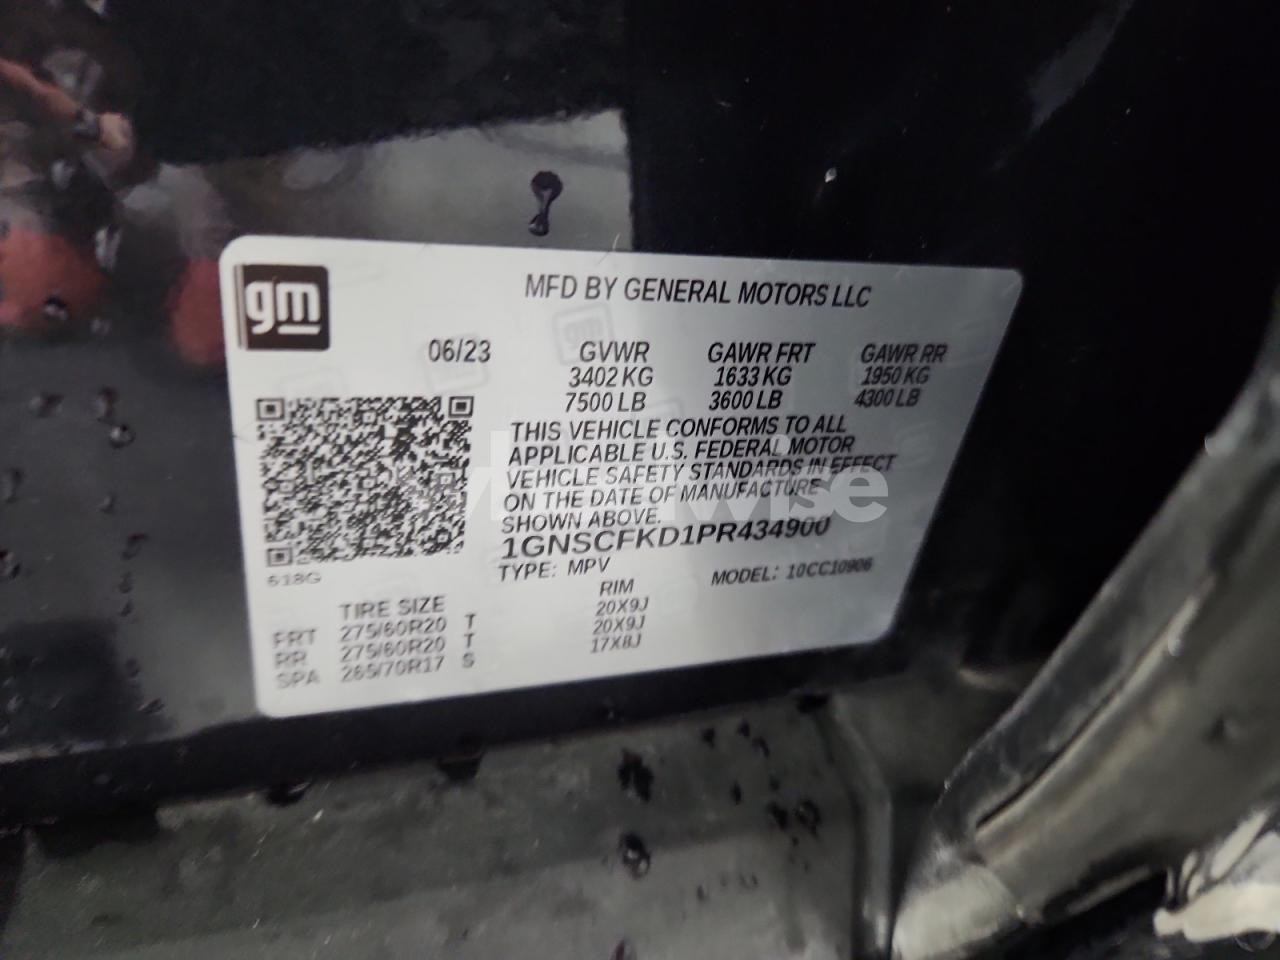 gm
MFD BY GENERAL MOTORS LLC
06/23 GVWR GAWR FRT GAWR RR
3402 KG 1633 KG 1950 KG
7500 LB 3600 LB 4300 LB
THIS VEHICLE CONFORMS TO ALL
APPLICABLE U.S. FEDERAL MOTOR
VEHICLE SAFETY STANDARDS IN EFFECT
ON THE DATE OF MANUFACTURE
SHOWN ABOVE.
1GNSCFKD1PR434900
TYPE: MPV MODEL: 10CC10906
618G
TIRE SIZE RIM
FRT 275/60R20 T 20X9J
RR 275/60R20 T 20X9J
SPA 265/70R17 S 17X8J